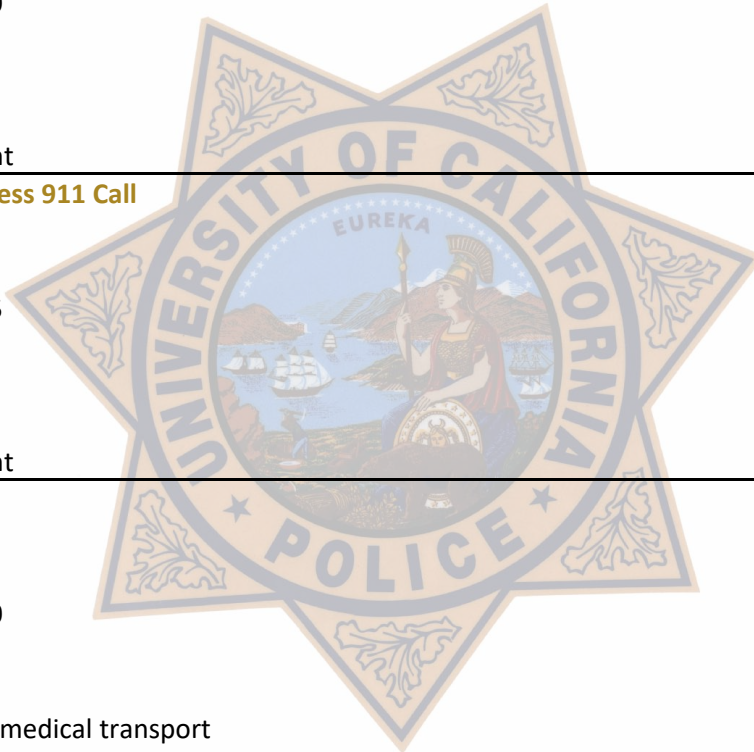 nt
ess 911 Call
UNIVERSITY OF CALIFORNIA
EUREKA
nt
POLICE
medical transport